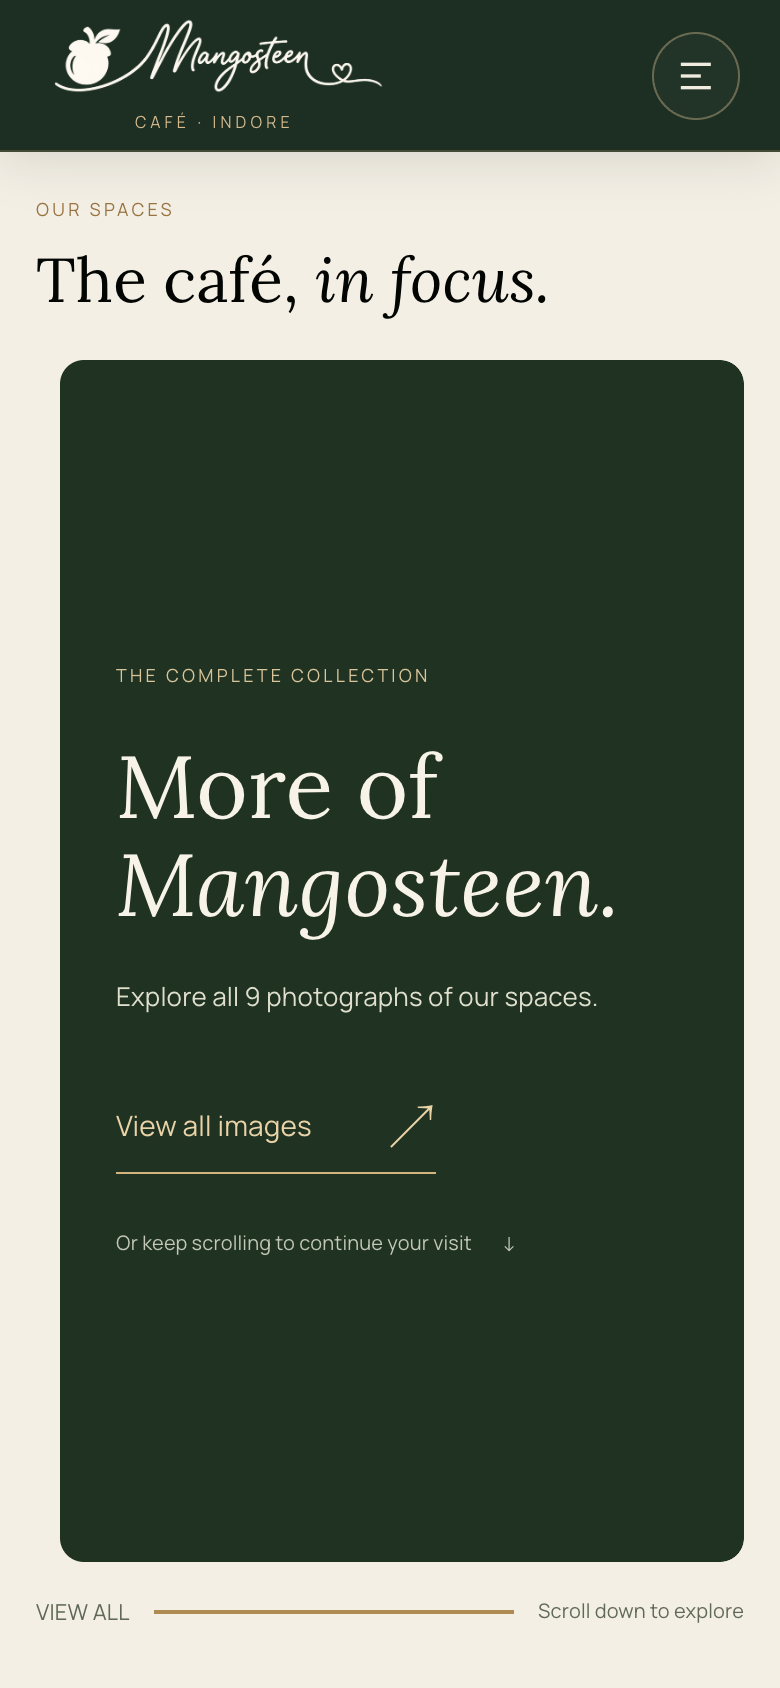 Mangosteen
CAFÉ · INDORE
OUR SPACES
The café, in focus.
THE COMPLETE COLLECTION
More of
Mangosteen.
Explore all 9 photographs of our spaces.
View all images
Or keep scrolling to continue your visit ↓
VIEW ALL
Scroll down to explore